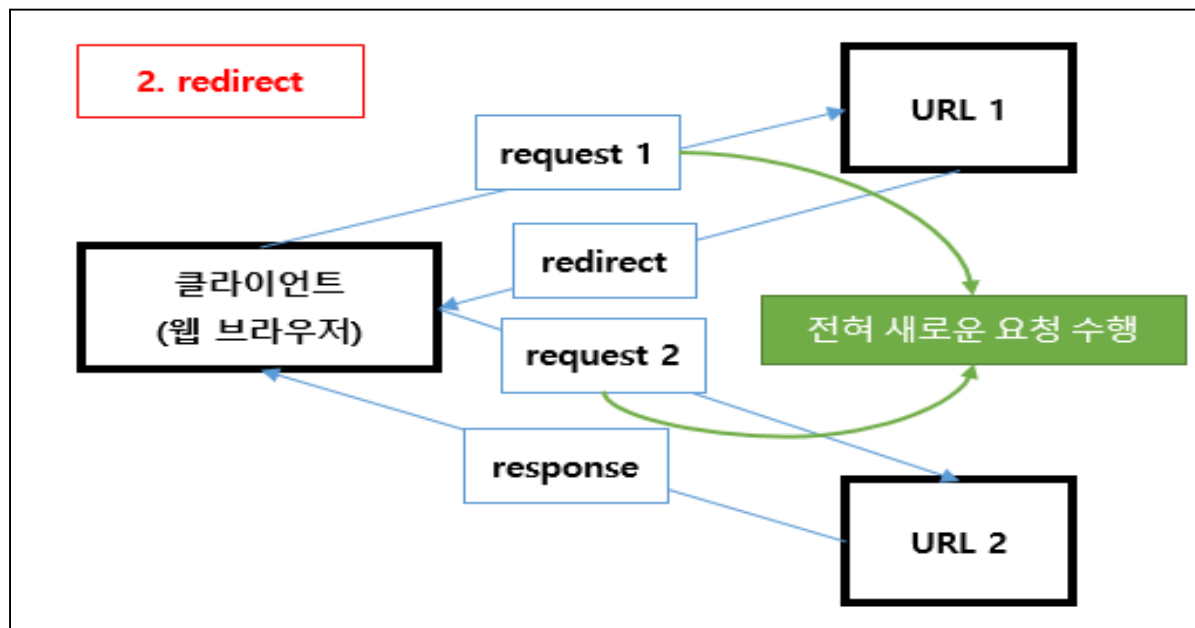 2. redirect
URL 1
request 1
redirect
클라이언트
(웹 브라우저)
전혀 새로운 요청 수행
request 2
response
URL 2